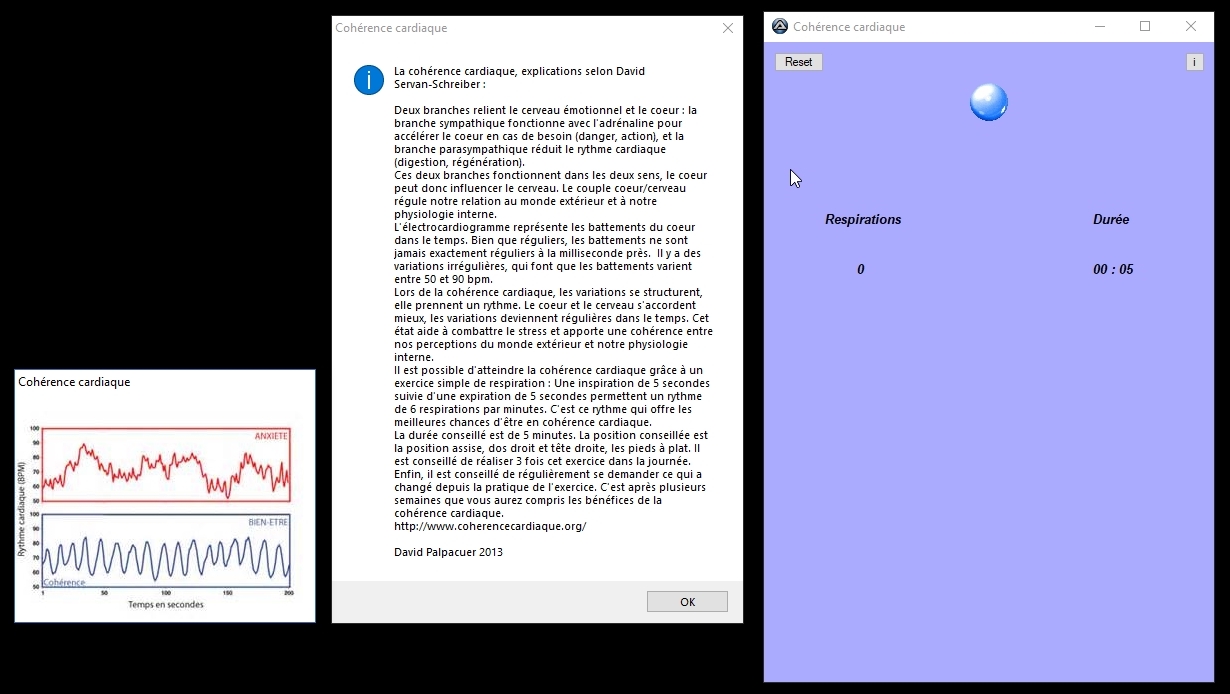 Cohérence cardiaque
100
90
80
70
60
50
ANXIETE
Rythme cardiaque (BPM)
100
90
80
70
60
50
BIEN-ETRE
Cohérence
1
50
100
150
200
Temps en secondes
Cohérence cardiaque
i
La cohérence cardiaque, explications selon David
Servan-Schreiber :
Deux branches relient le cerveau émotionnel et le coeur : la
branche sympathique fonctionne avec l'adrénaline pour
accélérer le coeur en cas de besoin (danger, action), et la
branche parasympathique réduit le rythme cardiaque
(digestion, régénération).
Ces deux branches fonctionnent dans les deux sens, le coeur
peut donc influencer le cerveau. Le couple coeur/cerveau
régule notre relation au monde extérieur et à notre
physiologie interne.
L'électrocardiogramme représente les battements du coeur
dans le temps. Bien que réguliers, les battements ne sont
jamais exactement réguliers à la milliseconde près.  Il y a des
variations irrégulières, qui font que les battements varient
entre 50 et 90 bpm.
Lors de la cohérence cardiaque, les variations se structurent,
elle prennent un rythme. Le coeur et le cerveau s'accordent
mieux, les variations deviennent régulières dans le temps. Cet
état aide à combattre le stress et apporte une cohérence entre
nos perceptions du monde extérieur et notre physiologie
interne.
Il est possible d'atteindre la cohérence cardiaque grâce à un
exercice simple de respiration : Une inspiration de 5 secondes
suivie d'une expiration de 5 secondes permettent un rythme
de 6 respirations par minutes. C'est ce rythme qui offre les
meilleures chances d'être en cohérence cardiaque.
La durée conseillé est de 5 minutes. La position conseillée est
la position assise, dos droit et tête droite, les pieds à plat. Il
est conseillé de réaliser 3 fois cet exercice dans la journée.
Enfin, il est conseillé de régulièrement se demander ce qui a
changé depuis la pratique de l'exercice. C'est après plusieurs
semaines que vous aurez compris les bénéfices de la
cohérence cardiaque.
http://www.coherencecardiaque.org/
David Palpacuer 2013
OK
Cohérence cardiaque
Reset
i
Respirations
Durée
0
00 : 05